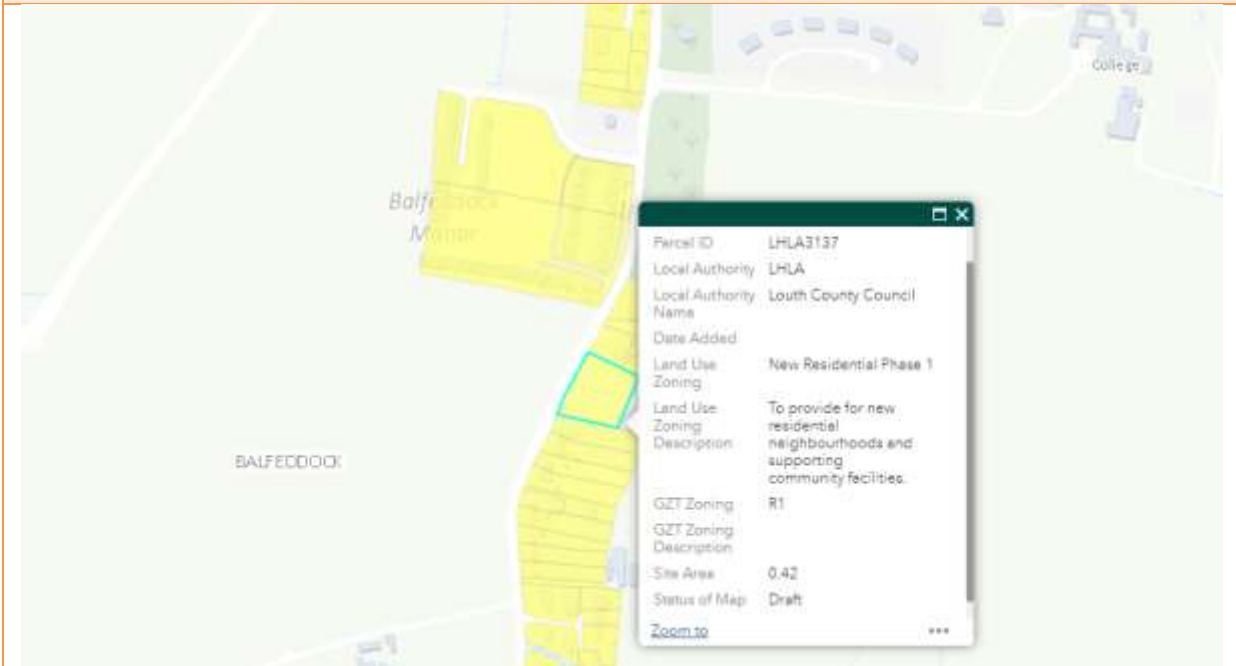 College
Balfeddock
Manor
BALFEDDOCK
Parcel ID LHLA3137
Local Authority LHLA
Local Authority Louth County Council
Name
Date Added
Land Use New Residential Phase 1
Zoning
Land Use To provide for new
Zoning residential
Description neighbourhoods and
supporting
community facilities.
GZT Zoning R1
GZT Zoning
Description
Site Area 0.42
Status of Map Draft
Zoom to